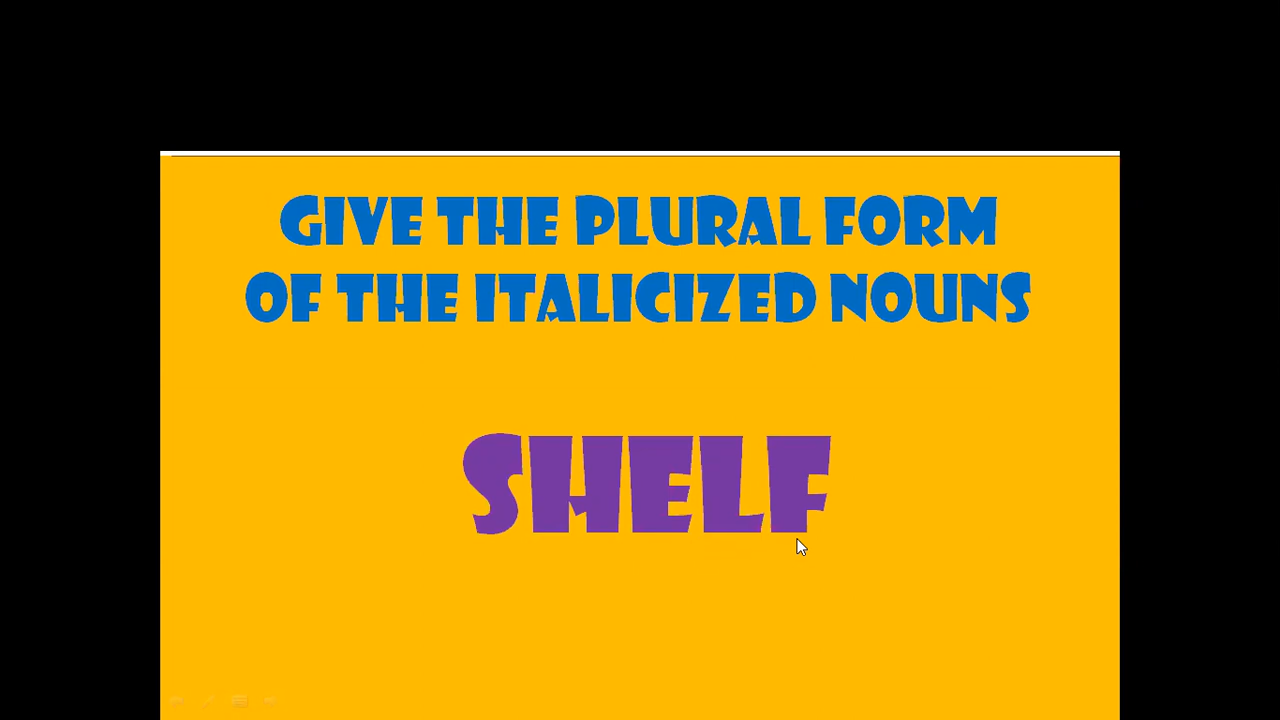 GIVE THE PLURAL FORM
OF THE ITALICIZED NOUNS
SHELF